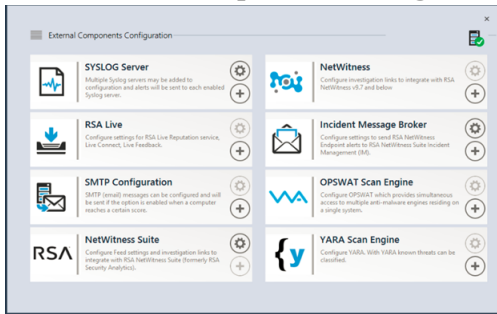 External Components Configuration
SYSLOG Server
Multiple Syslog servers may be added to
configuration and alerts will be sent to each enabled
Syslog server.
NetWitness
Configure investigation links to integrate with RSA
NetWitness v9.7 and below
RSA Live
Configure settings for RSA Live Reputation service,
Live Connect, Live Feedback.
Incident Message Broker
Configure settings to send RSA NetWitness
Endpoint alerts to RSA NetWitness Suite Incident
Management (IM).
SMTP Configuration
SMTP (email) messages can be configured and will
be sent if the option is enabled when a computer
reaches a certain score.
OPSWAT Scan Engine
Configure OPSWAT which provides simultaneous
access to multiple anti-malware engines residing on
a single system.
RSA
NetWitness Suite
Configure Feed settings and investigation links to
integrate with RSA NetWitness Suite (formerly RSA
Security Analytics).
{y
YARA Scan Engine
Configure YARA. With YARA known threats can be
classified.